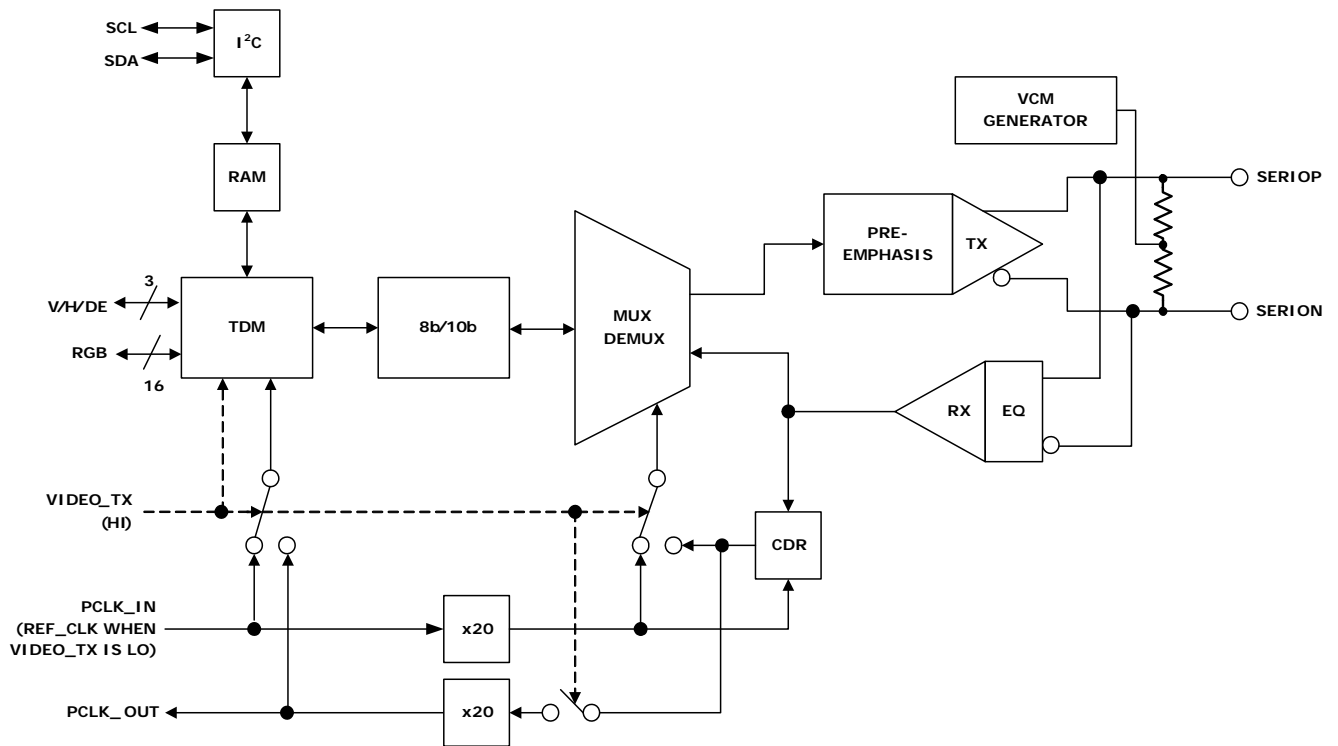 SCL
SDA
I²C
VCM
GENERATOR
RAM
SERIOP
PRE-
EMPHASIS
TX
3
V/H/DE
TDM
8b/10b
MUX
DEMUX
SERION
RGB
16
RX
EQ
VIDEO_TX
(HI)
CDR
PCLK_IN
(REF_CLK WHEN
VIDEO_TX IS LO)
x20
PCLK_OUT
x20